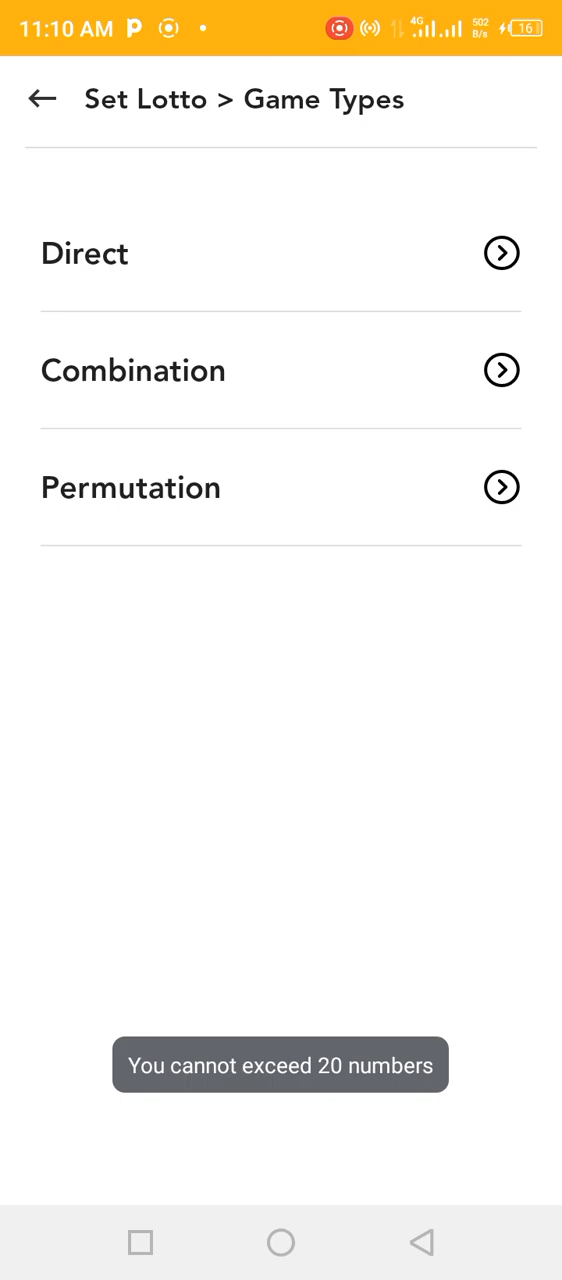 11:10 AM P
4G 502 B/s 16
Set Lotto > Game Types
Direct
Combination
Permutation
You cannot exceed 20 numbers